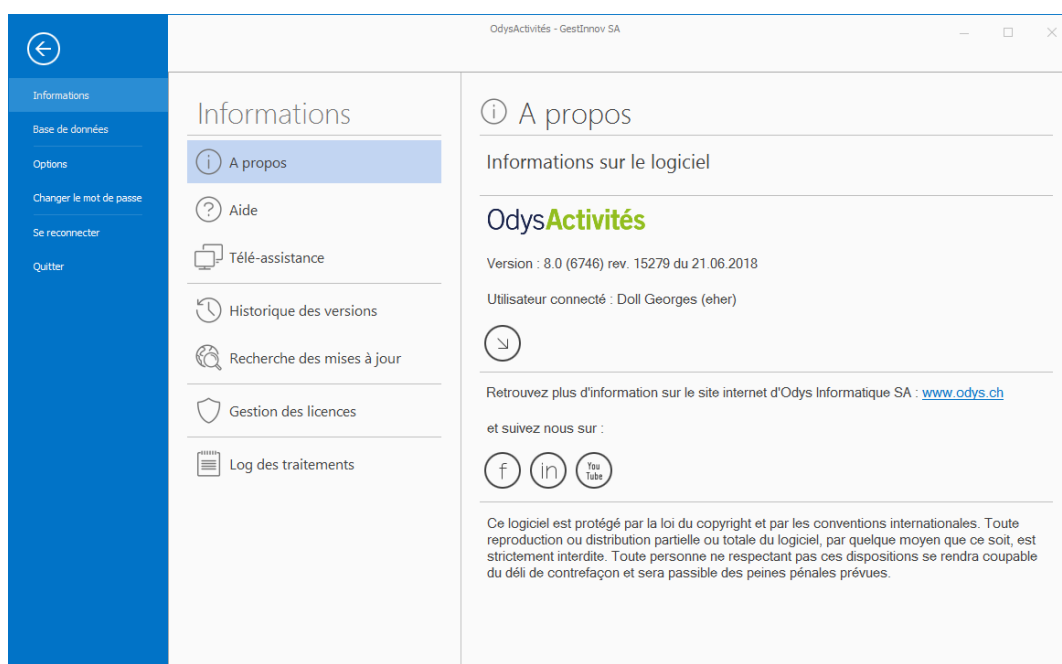 OdysActivités - GestInnov SA
Informations
Base de données
Options
Changer le mot de passe
Se reconnecter
Quitter
Informations
A propos
Aide
Télé-assistance
Historique des versions
Recherche des mises à jour
Gestion des licences
Log des traitements
A propos
Informations sur le logiciel
OdysActivités
Version : 8.0 (6746) rev. 15279 du 21.06.2018
Utilisateur connecté : Doll Georges (eher)
Retrouvez plus d'information sur le site internet d'Odys Informatique SA : www.odys.ch
et suivez nous sur :
f in You Tube
Ce logiciel est protégé par la loi du copyright et par les conventions internationales. Toute
reproduction ou distribution partielle ou totale du logiciel, par quelque moyen que ce soit, est
strictement interdite. Toute personne ne respectant pas ces dispositions se rendra coupable
du déli de contrefaçon et sera passible des peines pénales prévues.